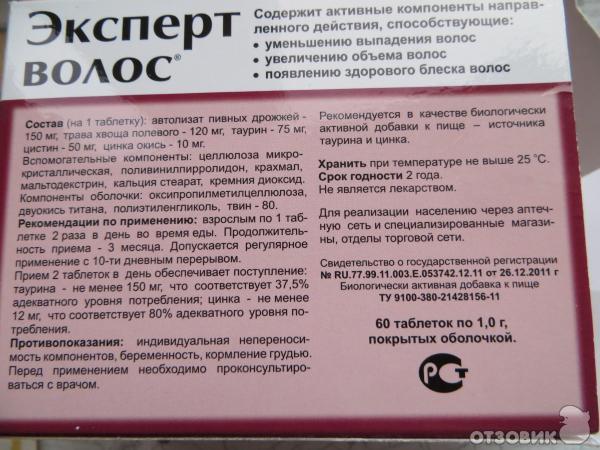 Эксперт
волос®
Содержит активные компоненты направ-
ленного действия, способствующие:
• уменьшению выпадения волос
• увеличению объема волос
• появлению здорового блеска волос
Состав (на 1 таблетку): автолизат пивных дрожжей -
150 мг, трава хвоща полевого - 120 мг, таурин - 75 мг,
цистин - 50 мг, цинка окись - 10 мг.
Вспомогательные компоненты: целлюлоза микро-
кристаллическая, поливинилпирролидон, крахмал,
мальтодекстрин, кальция стеарат, кремния диоксид.
Компоненты оболочки: оксипропилметилцеллюлоза,
двуокись титана, полиэтиленгликоль, твин - 80.
Рекомендации по применению: взрослым по 1 таб-
летке 2 раза в день во время еды. Продолжитель-
ность приема - 3 месяца. Допускается регулярное
применение с 10-ти дневным перерывом.
Прием 2 таблеток в день обеспечивает поступление:
таурина - не менее 150 мг, что соответствует 37,5%
адекватного уровня потребления; цинка - не менее
12 мг, что соответствует 80% адекватного уровня по-
требления.
Противопоказания: индивидуальная непереноси-
мость компонентов, беременность, кормление грудью.
Перед применением необходимо проконсультиро-
ваться с врачом.
Рекомендуется в качестве биологически
активной добавки к пище – источника
таурина и цинка.
Хранить при температуре не выше 25 °С.
Срок годности 2 года.
Не является лекарством.
Для реализации населению через аптеч-
ную сеть и специализированные магази-
ны, отделы торговой сети.
Свидетельство о государственной регистрации
№ RU.77.99.11.003.Е.053742.12.11 от 26.12.2011 г
Биологически активная добавка к пище
ТУ 9100-380-21428156-11
60 таблеток по 1,0 г,
покрытых оболочкой.
РСТ
ОТЗОВИК